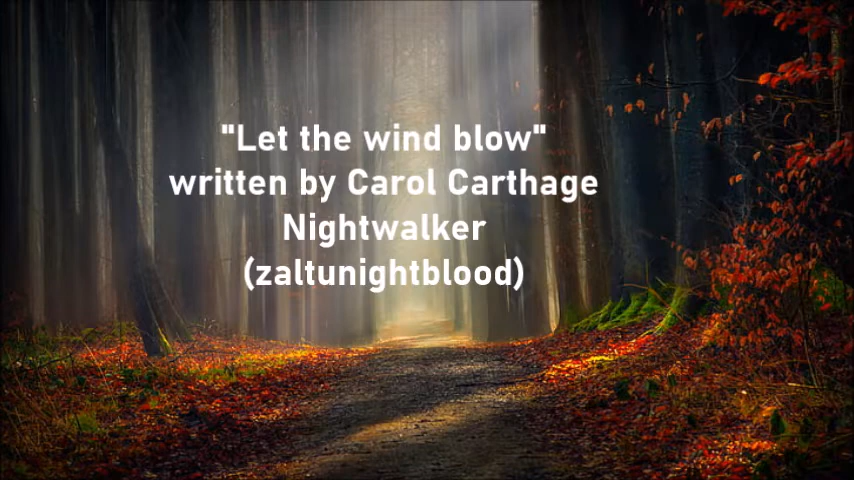 "Let the wind blow"
written by Carol Carthage
Nightwalker
(zaltunightblood)